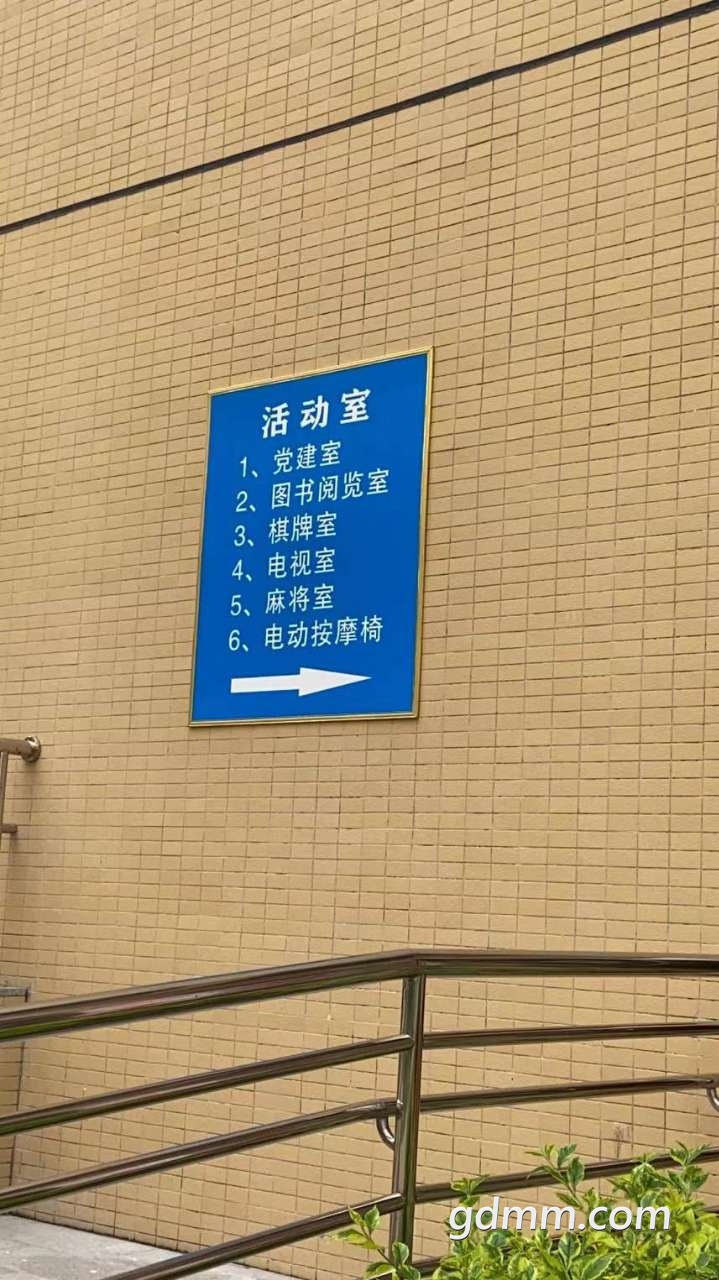 活动室
1、党建室
2、图书阅览室
3、棋牌室
4、电视室
5、麻将室
6、电动按摩椅
gdmm.com